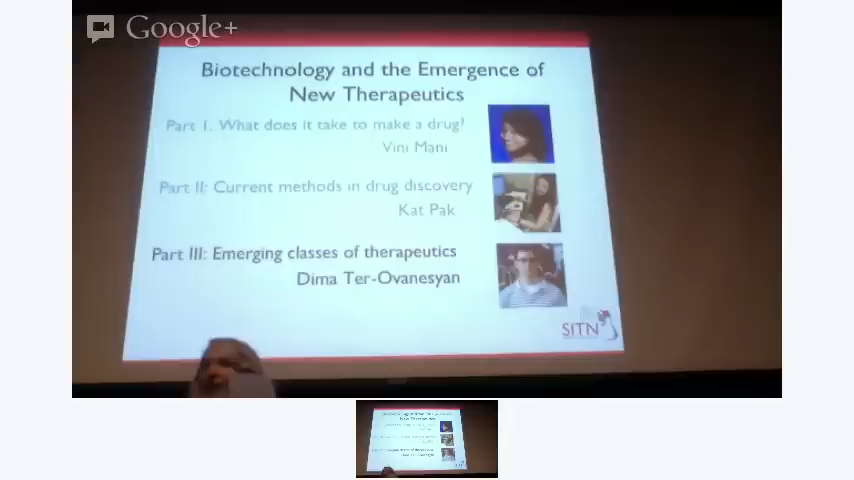 Google+
Biotechnology and the Emergence of
New Therapeutics
Part I. What does it take to make a drug?
Vini Mani
Part II: Current methods in drug discovery
Kat Pak
Part III: Emerging classes of therapeutics
Dima Ter-Ovanesyan
SITN